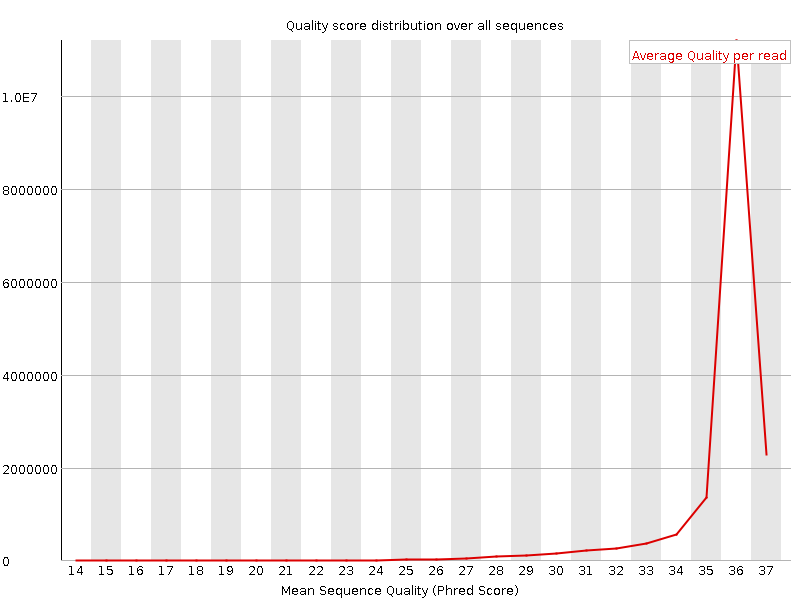 Quality score distribution over all sequences
Average Quality per read
1.0E7
8000000
6000000
4000000
2000000
0
14 15 16 17 18 19 20 21 22 23 24 25 26 27 28 29 30 31 32 33 34 35 36 37
Mean Sequence Quality (Phred Score)